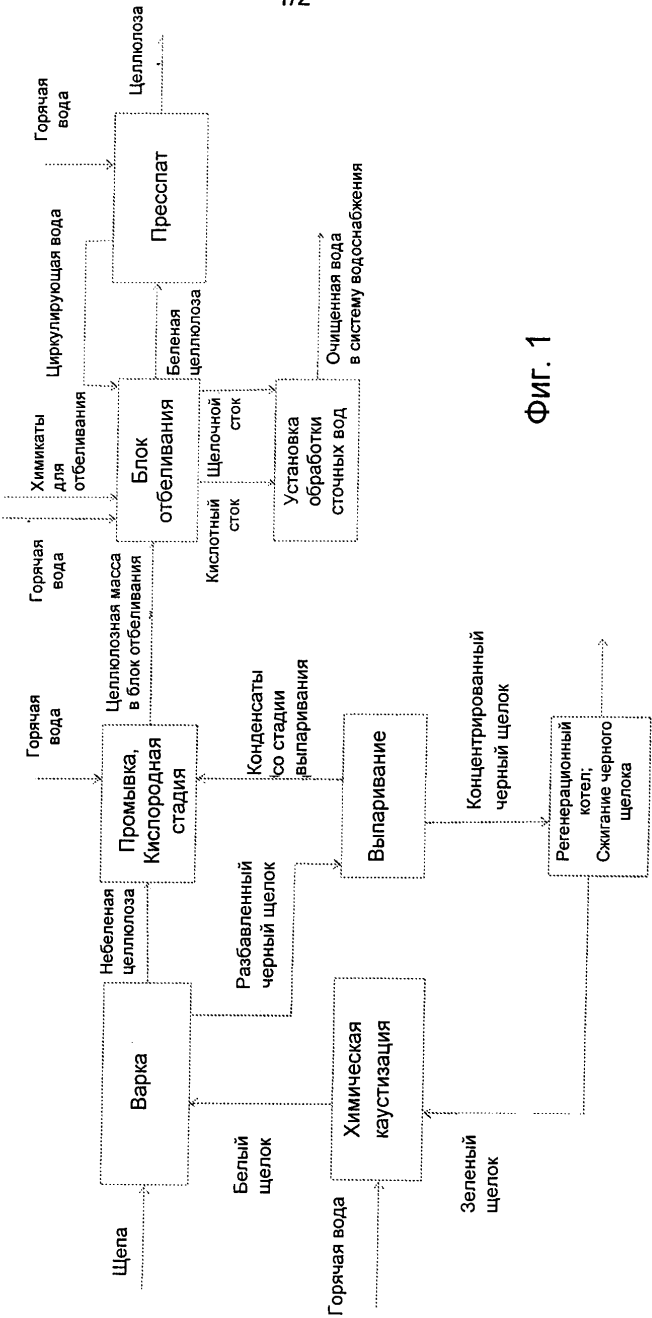 1/2
Щепа
Варка
Небеленая
целлюлоза
Горячая
вода
Промывка,
Кислородная
стадия
Целлюлозная масса
в блок отбеливания
Горячая
вода
Химикаты
для
отбеливания
Блок
отбеливания
Циркулирующая вода
Беленая
целлюлоза
Горячая
вода
Пресспат
Целлюлоза
Белый
щелок
Разбавленный
черный щелок
Конденсаты
со стадии
выпаривания
Кислотный
сток
Щелочной
сток
Установка
обработки
сточных вод
Очищенная вода
в систему водоснабжения
Горячая вода
Химическая
каустизация
Выпаривание
Зеленый
щелок
Концентрированный
черный щелок
Регенерационный
котел;
Сжигание черного
щелока
Фиг. 1